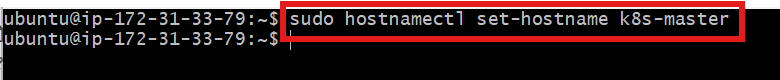 ubuntu@ip-172-31-33-79:~$ sudo hostnamectl set-hostname k8s-master
ubuntu@ip-172-31-33-79:~$